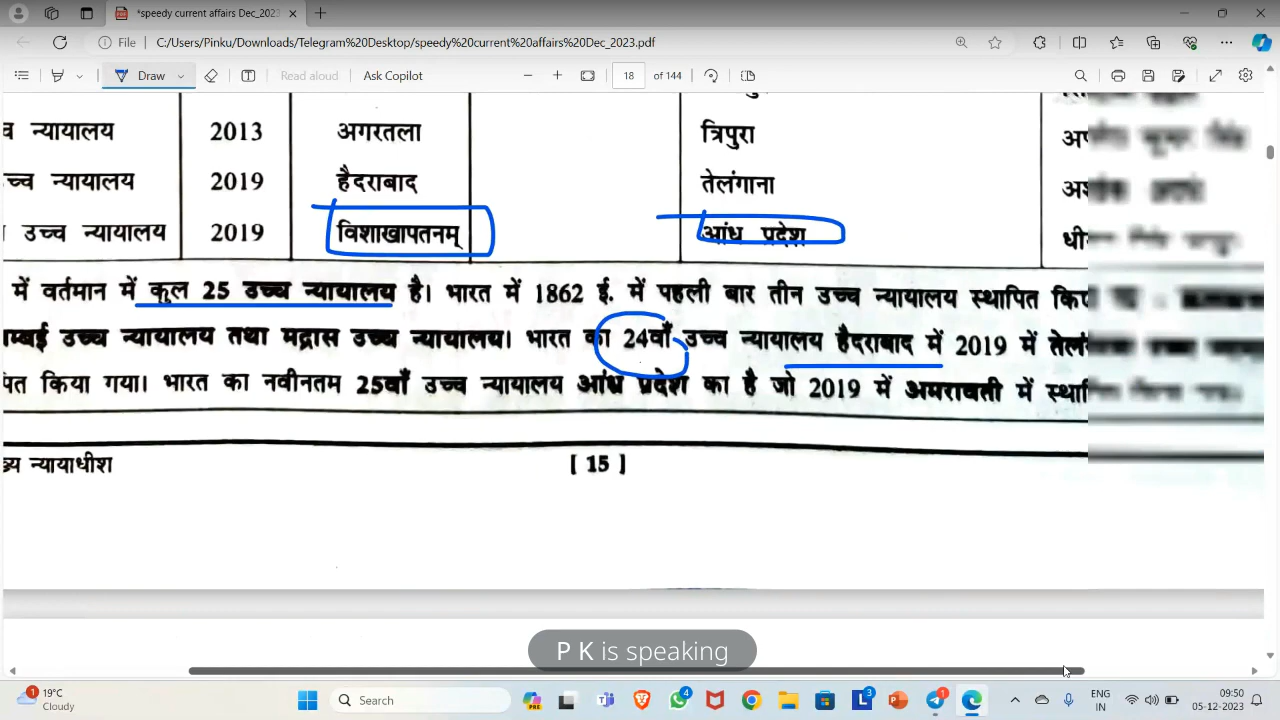 *speedy current affairs Dec_2023.
File C:/Users/Pinku/Downloads/Telegram%20Desktop/speedy%20current%20affairs%20Dec_2023.pdf
Draw Read aloud Ask Copilot 18 of 144
न्यायालय 2013 अगरतला त्रिपुरा
न्यायालय 2019 हैदराबाद तेलंगाना
उच्च न्यायालय 2019 विशाखापतनम् आंध्र प्रदेश
में वर्तमान में कुल 25 उच्च न्यायालय है। भारत में 1862 ई. में पहली बार तीन उच्च न्यायालय स्थापित
उच्च न्यायालय तथा मद्रास उच्च न्यायालय। भारत का 24वाँ उच्च न्यायालय हैदराबाद में 2019 में
किया गया। भारत का नवीनतम 25वाँ उच्च न्यायालय आंध्र प्रदेश का है जो 2019 में अमरावती में
न्यायाधीश [ 15 ]
P K is speaking
19°C
Cloudy
Search
4
3
1
ENG
IN
09:50
05-12-2023